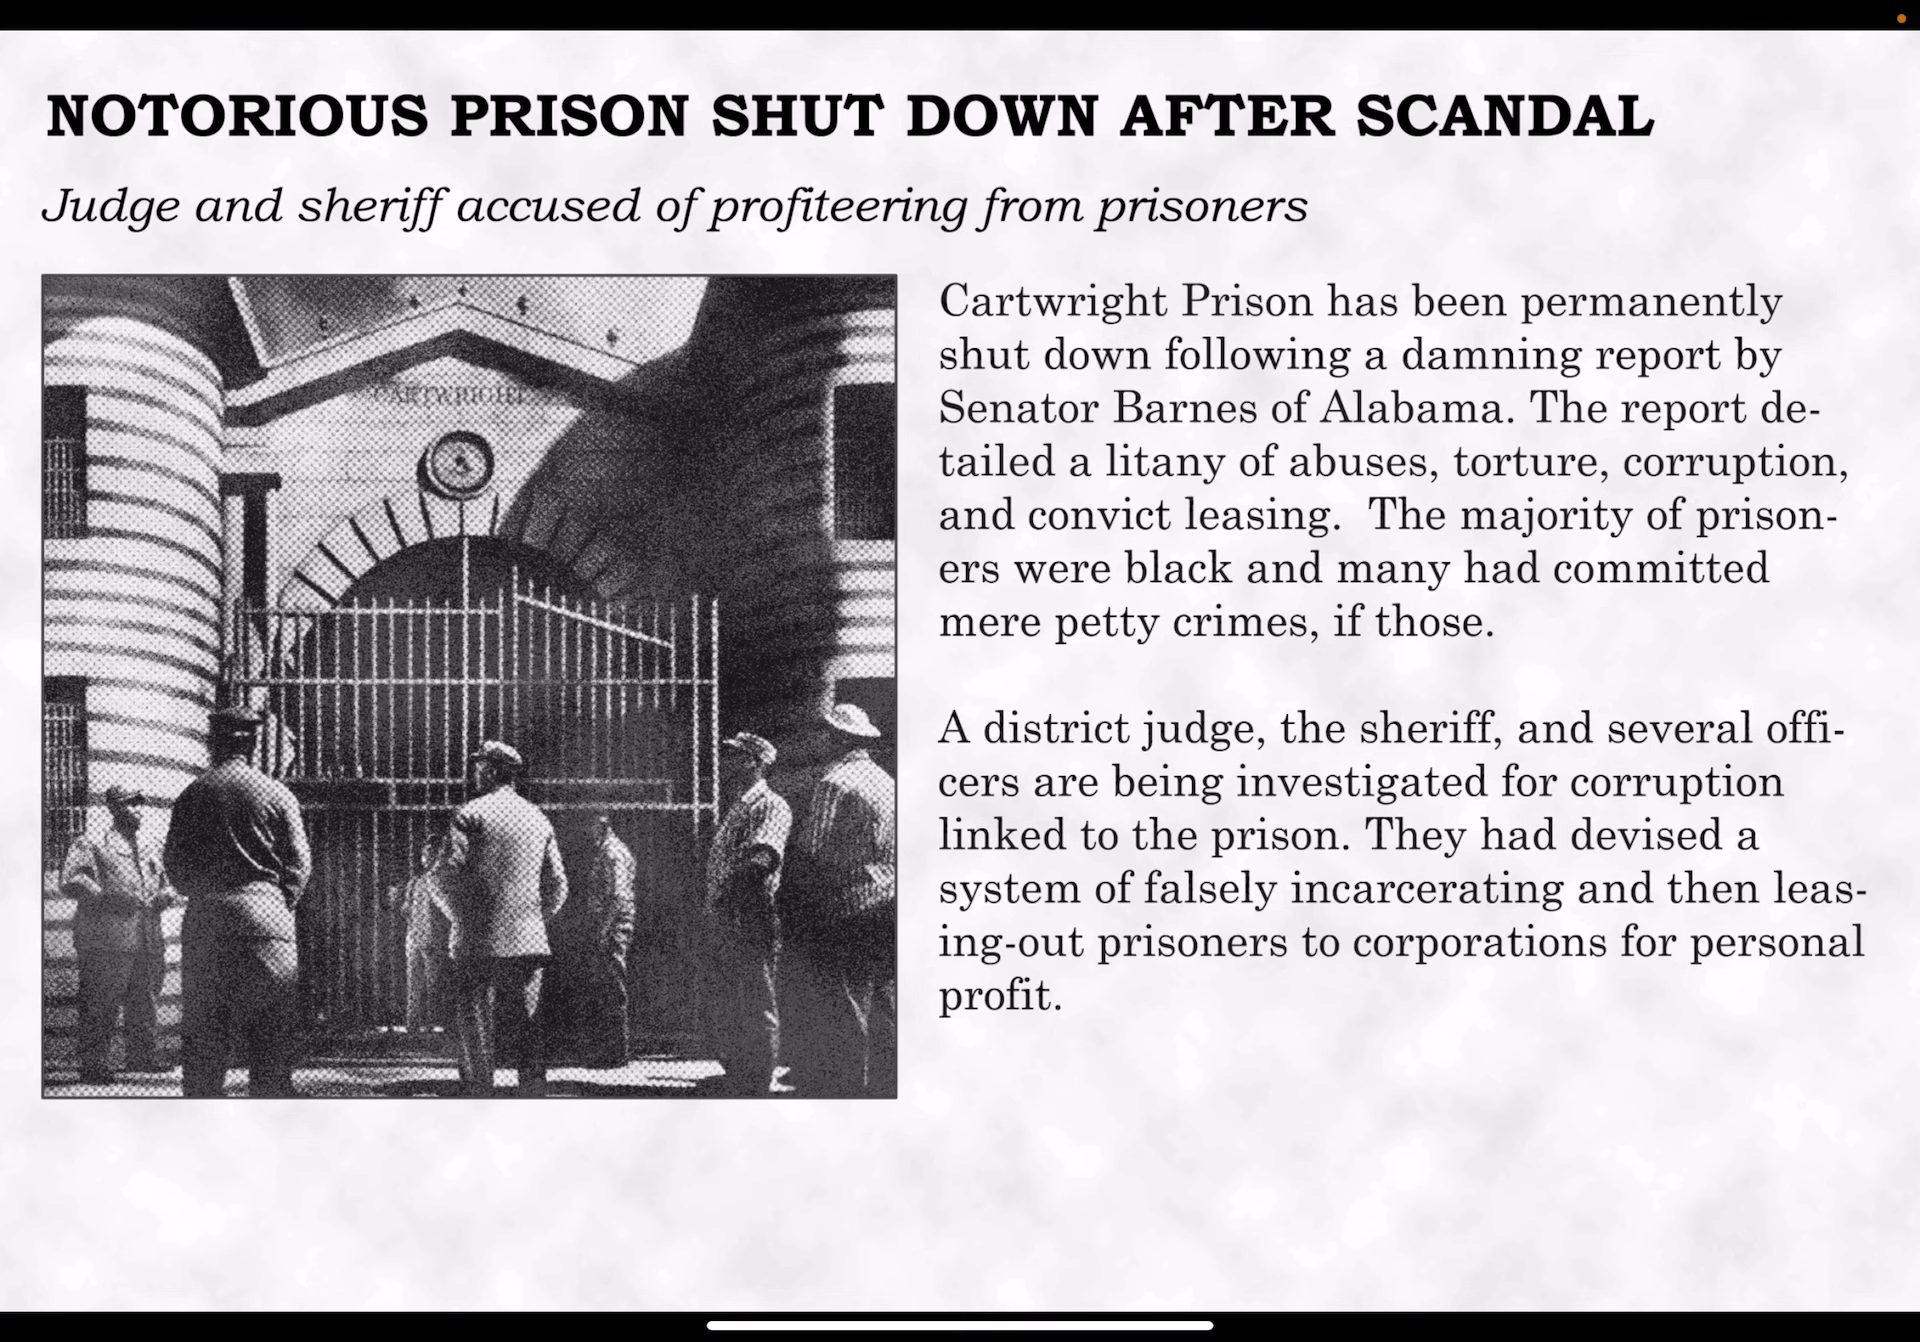 NOTORIOUS PRISON SHUT DOWN AFTER SCANDAL
Judge and sheriff accused of profiteering from prisoners
CARTWRIGHT
Cartwright Prison has been permanently
shut down following a damning report by
Senator Barnes of Alabama. The report de-
tailed a litany of abuses, torture, corruption,
and convict leasing.  The majority of prison-
ers were black and many had committed
mere petty crimes, if those.
A district judge, the sheriff, and several offi-
cers are being investigated for corruption
linked to the prison. They had devised a
system of falsely incarcerating and then leas-
ing-out prisoners to corporations for personal
profit.